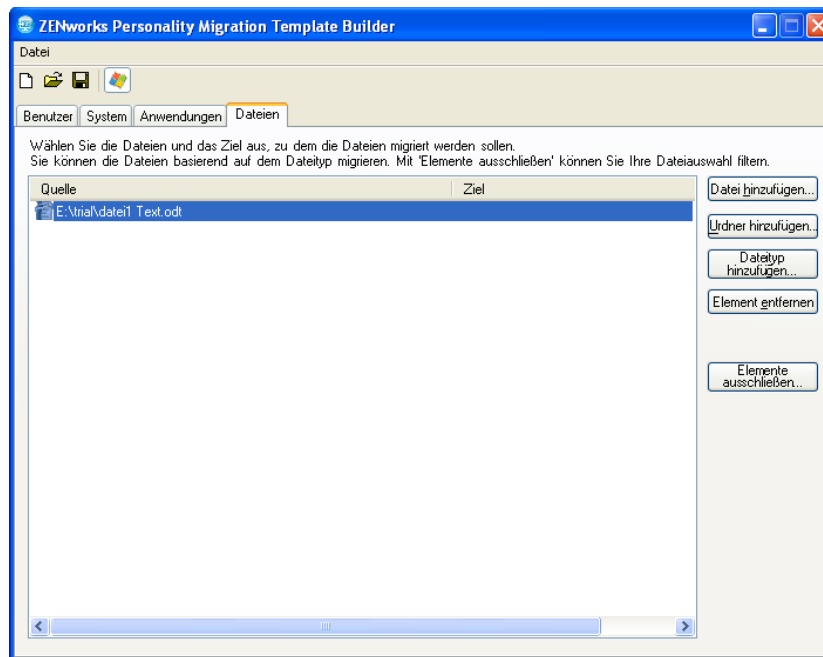 ZENworks Personality Migration Template Builder
Datei
Benutzer System Anwendungen Dateien
Wählen Sie die Dateien und das Ziel aus, zu dem die Dateien migriert werden sollen.
Sie können die Dateien basierend auf dem Dateityp migrieren. Mit 'Elemente ausschließen' können Sie Ihre Dateiauswahl filtern.
Quelle Ziel
E:\trial\datei1 Text.odt
Datei hinzufügen...
Urdner hinzufügen...
Dateityp
hinzufügen...
Element entfernen
Elemente
ausschließen...